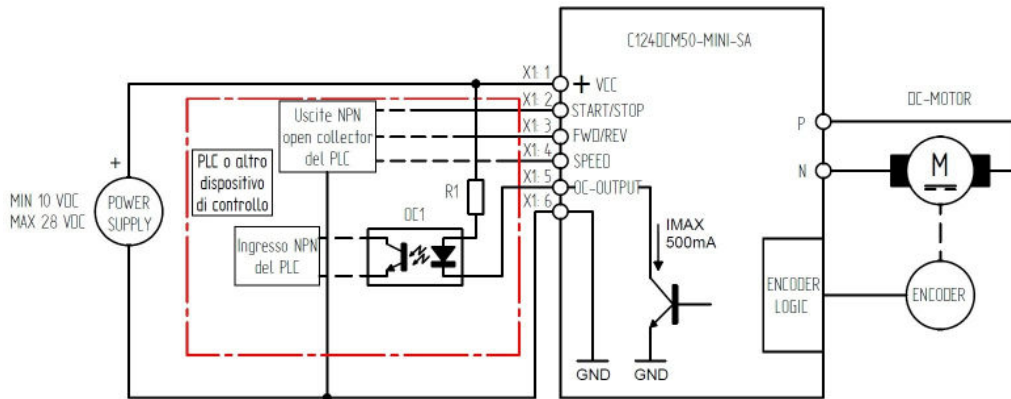 C124DCM50-MINI-SA
X1: 1
+ VCC
X1: 2
START/STOP
X1: 3
FWD/REV
X1: 4
SPEED
X1: 5
OC-OUTPUT
X1: 6
Uscite NPN
open collector
del PLC
PLC o altro
dispositivo
di controllo
R1
OC1
Ingresso NPN
del PLC
+
MIN 10 VDC
MAX 28 VDC
POWER
SUPPLY
IMAX
500mA
GND
GND
DC-MOTOR
P
N
M
ENCODER
LOGIC
ENCODER